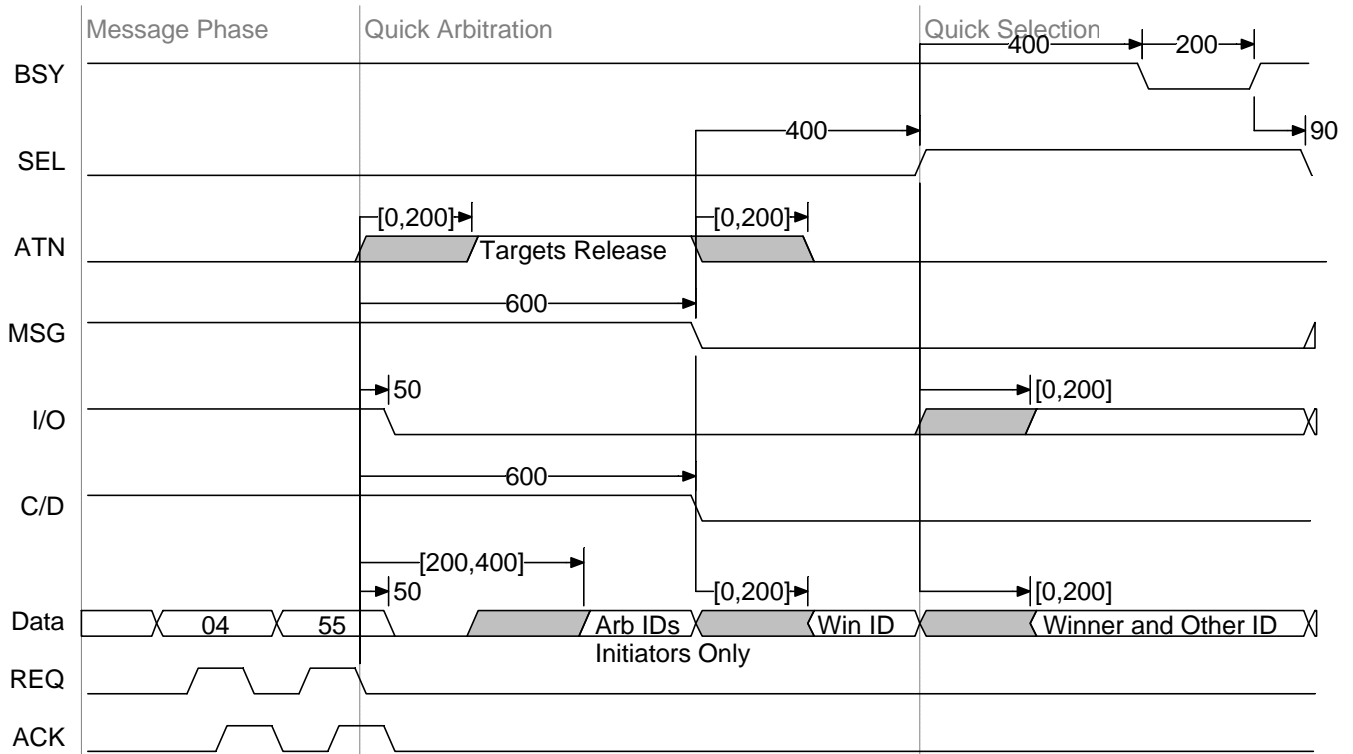 Message Phase Quick Arbitration Quick Selection
400 200
BSY
400 90
SEL
[0,200] [0,200]
ATN Targets Release
600
MSG
50 [0,200]
I/O
600
C/D
[200,400]
50 [0,200] [0,200]
Data 04 55 Arb IDs Win ID Winner and Other ID
Initiators Only
REQ
ACK